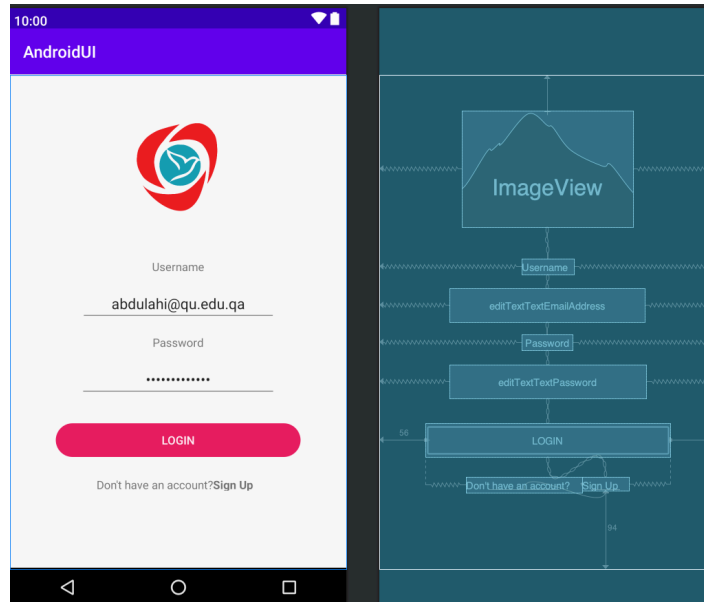 10:00
AndroidUI
Username
abdulahi@qu.edu.qa
Password
•••••••••••••
LOGIN
Don't have an account?Sign Up
ImageView
Username
editTextTextEmailAddress
Password
editTextTextPassword
56
LOGIN
Don't have an account? Sign Up
94